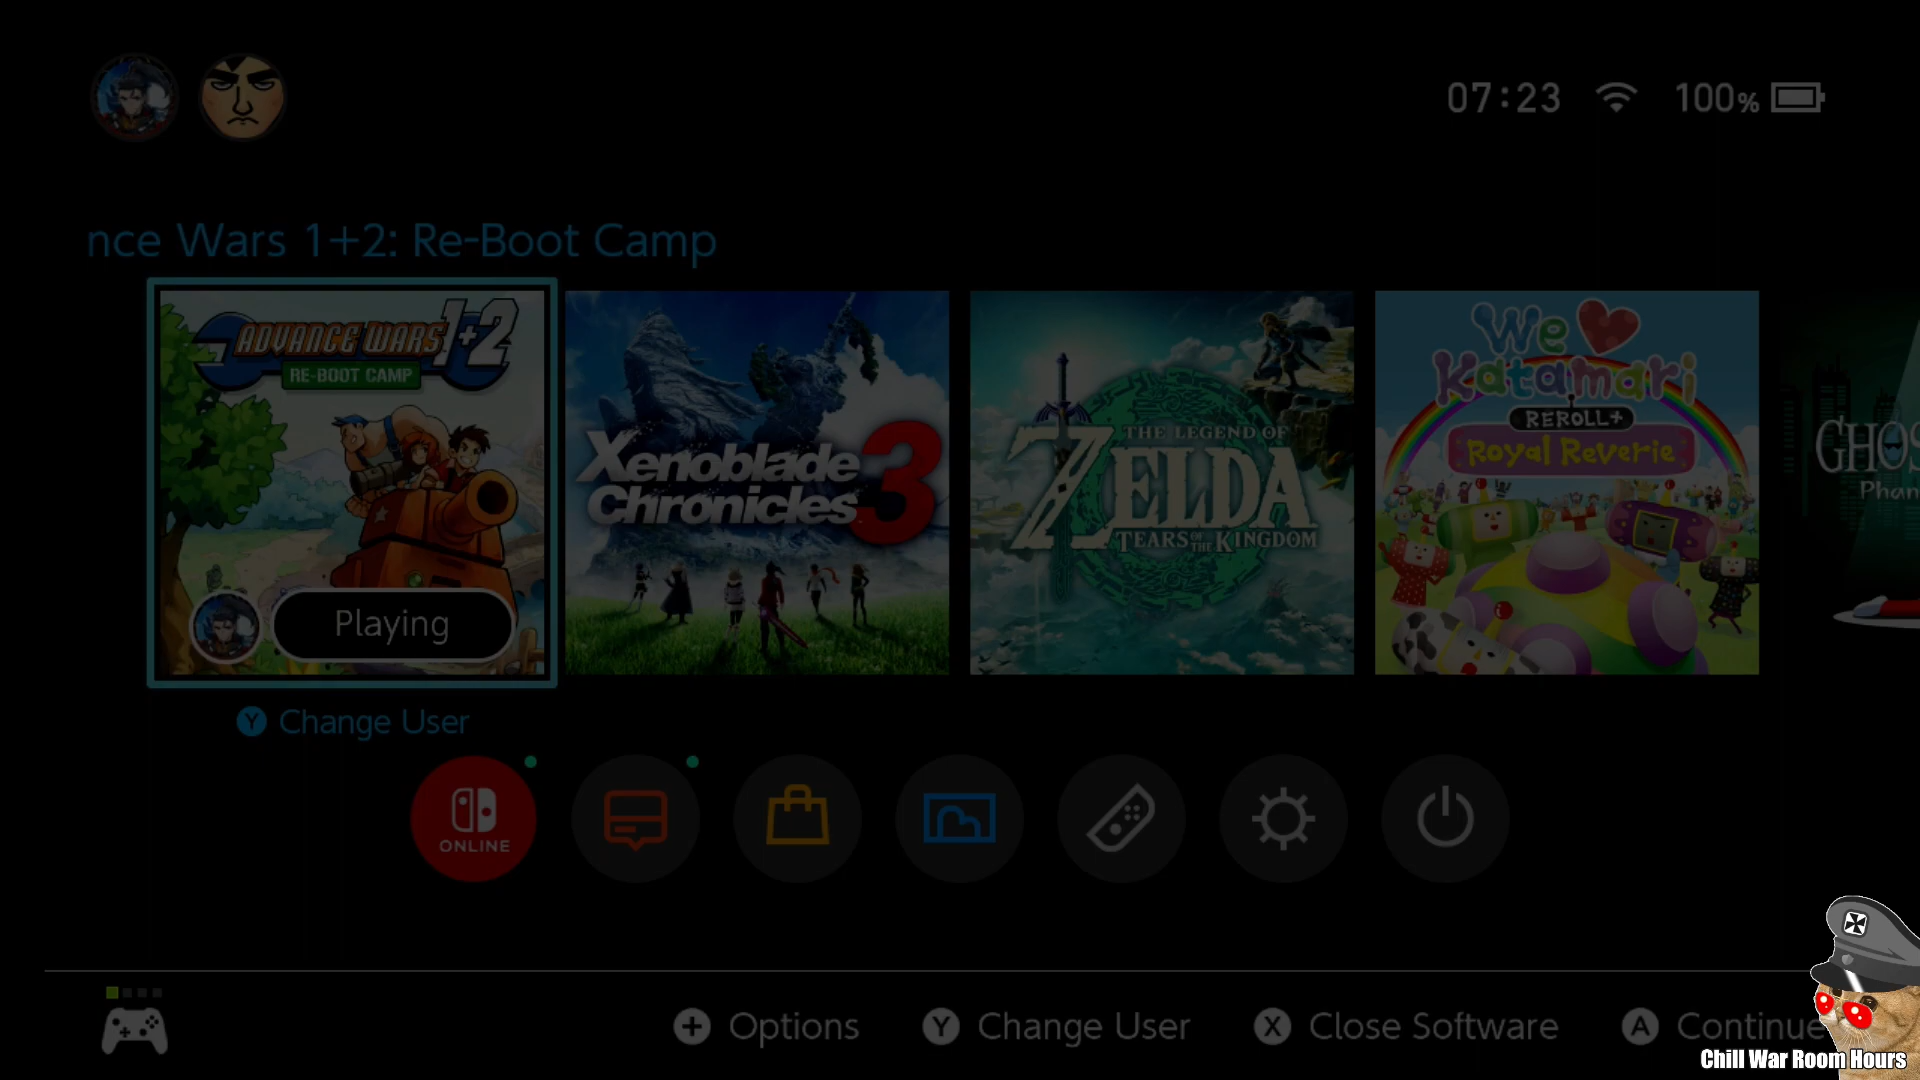 07:23 100%
nce Wars 1+2: Re-Boot Camp
ADVANCE WARS 1+2
RE-BOOT CAMP
Playing
Xenoblade
Chronicles 3
THE LEGEND OF
ZELDA
TEARS OF THE KINGDOM
We
Katamari
REROLL+
Royal Reverie
GHOS
Phan
Y Change User
ONLINE
+ Options Y Change User X Close Software A Continue
Chill War Room Hours